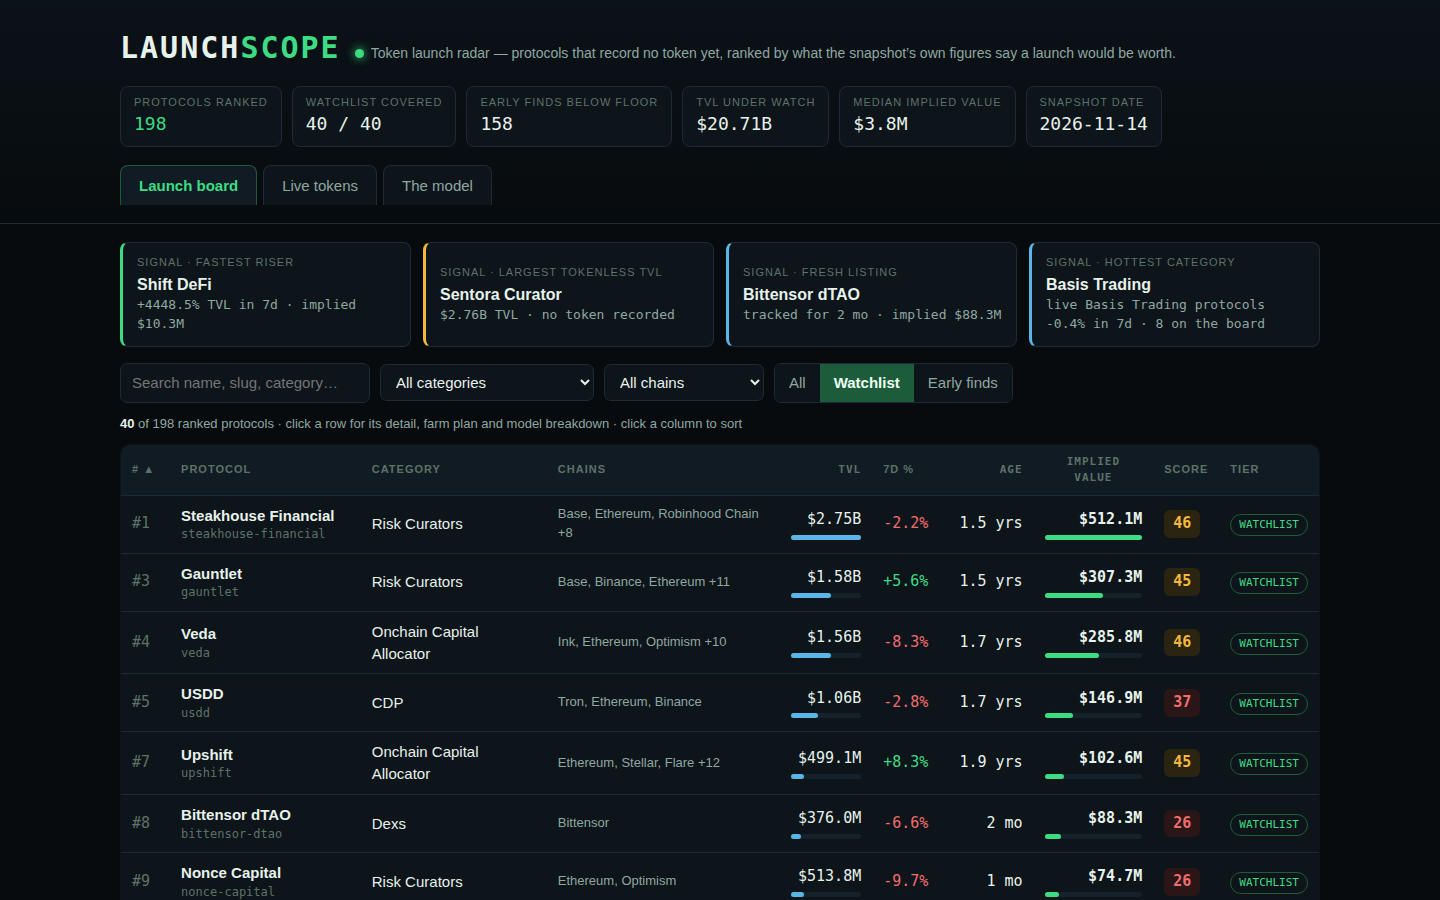 LAUNCHSCOPE Token launch radar — protocols that record no token yet, ranked by what the snapshot's own figures say a launch would be worth.
PROTOCOLS RANKED
198
WATCHLIST COVERED
40 / 40
EARLY FINDS BELOW FLOOR
158
TVL UNDER WATCH
$20.71B
MEDIAN IMPLIED VALUE
$3.8M
SNAPSHOT DATE
2026-11-14
Launch board
Live tokens
The model
SIGNAL · FASTEST RISER
Shift DeFi
+4448.5% TVL in 7d · implied
$10.3M
SIGNAL · LARGEST TOKENLESS TVL
Sentora Curator
$2.76B TVL · no token recorded
SIGNAL · FRESH LISTING
Bittensor dTAO
tracked for 2 mo · implied $88.3M
SIGNAL · HOTTEST CATEGORY
Basis Trading
live Basis Trading protocols
-0.4% in 7d · 8 on the board
Search name, slug, category…
All categories
All chains
All
Watchlist
Early finds
40 of 198 ranked protocols · click a row for its detail, farm plan and model breakdown · click a column to sort
# ▲ PROTOCOL CATEGORY CHAINS TVL 7D % AGE IMPLIED VALUE SCORE TIER
#1 Steakhouse Financial Risk Curators Base, Ethereum, Robinhood Chain +8 $2.75B -2.2% 1.5 yrs $512.1M 46 WATCHLIST
steakhouse-financial
#3 Gauntlet Risk Curators Base, Binance, Ethereum +11 $1.58B +5.6% 1.5 yrs $307.3M 45 WATCHLIST
gauntlet
#4 Veda Onchain Capital Allocator Ink, Ethereum, Optimism +10 $1.56B -8.3% 1.7 yrs $285.8M 46 WATCHLIST
veda
#5 USDD CDP Tron, Ethereum, Binance $1.06B -2.8% 1.7 yrs $146.9M 37 WATCHLIST
usdd
#7 Upshift Onchain Capital Allocator Ethereum, Stellar, Flare +12 $499.1M +8.3% 1.9 yrs $102.6M 45 WATCHLIST
upshift
#8 Bittensor dTAO Dexs Bittensor $376.0M -6.6% 2 mo $88.3M 26 WATCHLIST
bittensor-dtao
#9 Nonce Capital Risk Curators Ethereum, Optimism $513.8M -9.7% 1 mo $74.7M 26 WATCHLIST
nonce-capital